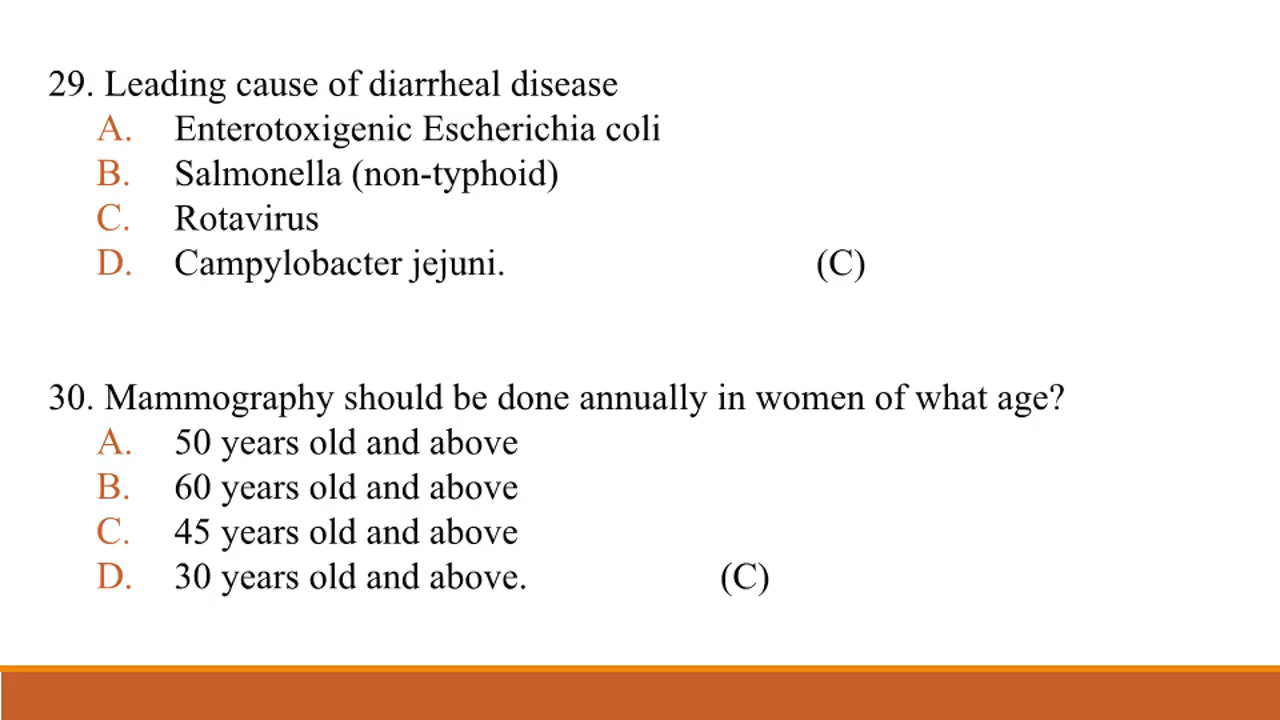 29. Leading cause of diarrheal disease
A. Enterotoxigenic Escherichia coli
B. Salmonella (non-typhoid)
C. Rotavirus
D. Campylobacter jejuni. (C)
30. Mammography should be done annually in women of what age?
A. 50 years old and above
B. 60 years old and above
C. 45 years old and above
D. 30 years old and above. (C)